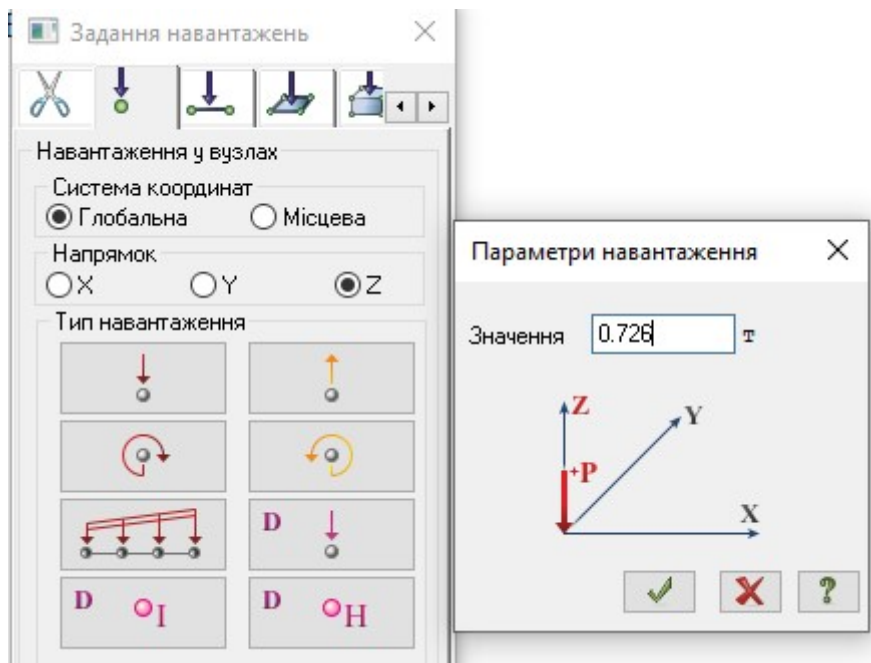 Задання навантажень
Навантаження у вузлах
Система координат
Глобальна Місцева
Напрямок
X Y Z
Тип навантаження
D
D I D H
Параметри навантаження
Значення 0.726 т
Z
Y
+P
X
?